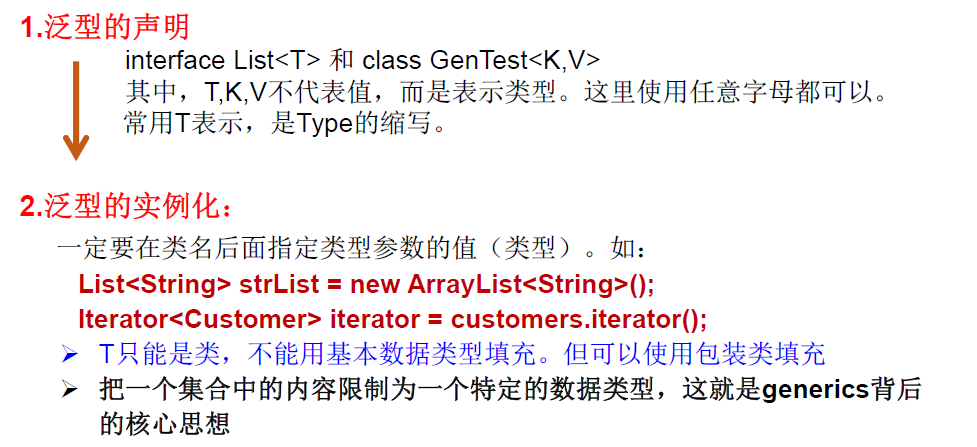 1.泛型的声明
interface List<T> 和 class GenTest<K,V>
其中，T,K,V不代表值，而是表示类型。这里使用任意字母都可以。
常用T表示，是Type的缩写。
2.泛型的实例化：
一定要在类名后面指定类型参数的值（类型）。如：
List<String> strList = new ArrayList<String>();
Iterator<Customer> iterator = customers.iterator();
➢ T只能是类，不能用基本数据类型填充。但可以使用包装类填充
➢ 把一个集合中的内容限制为一个特定的数据类型，这就是generics背后
的核心思想